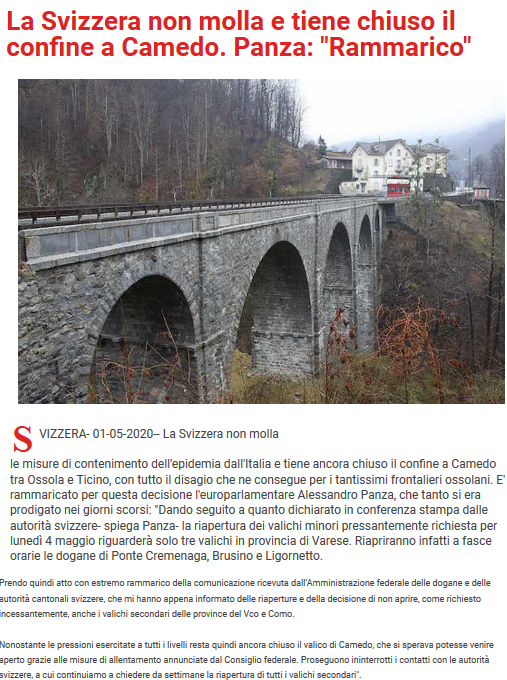 La Svizzera non molla e tiene chiuso il
confine a Camedo. Panza: "Rammarico"
SVIZZERA- 01-05-2020-- La Svizzera non molla
le misure di contenimento dell'epidemia dall'Italia e tiene ancora chiuso il confine a Camedo
tra Ossola e Ticino, con tutto il disagio che ne consegue per i tantissimi frontalieri ossolani. E'
rammaricato per questa decisione l'europarlamentare Alessandro Panza, che tanto si era
prodigato nei giorni scorsi: "Dando seguito a quanto dichiarato in conferenza stampa dalle
autorità svizzere- spiega Panza- la riapertura dei valichi minori pressantemente richiesta per
lunedì 4 maggio riguarderà solo tre valichi in provincia di Varese. Riapriranno infatti a fasce
orarie le dogane di Ponte Cremenaga, Brusino e Ligornetto.
Prendo quindi atto con estremo rammarico della comunicazione ricevuta dall'Amministrazione federale delle dogane e delle
autorità cantonali svizzere, che mi hanno appena informato delle riaperture e della decisione di non aprire, come richiesto
incessantemente, anche i valichi secondari delle province del Vco e Como.
Nonostante le pressioni esercitate a tutti i livelli resta quindi ancora chiuso il valico di Camedo, che si sperava potesse venire
aperto grazie alle misure di allentamento annunciate dal Consiglio federale. Proseguono ininterrotti i contatti con le autorità
svizzere, a cui continuiamo a chiedere da settimane la riapertura di tutti i valichi secondari".